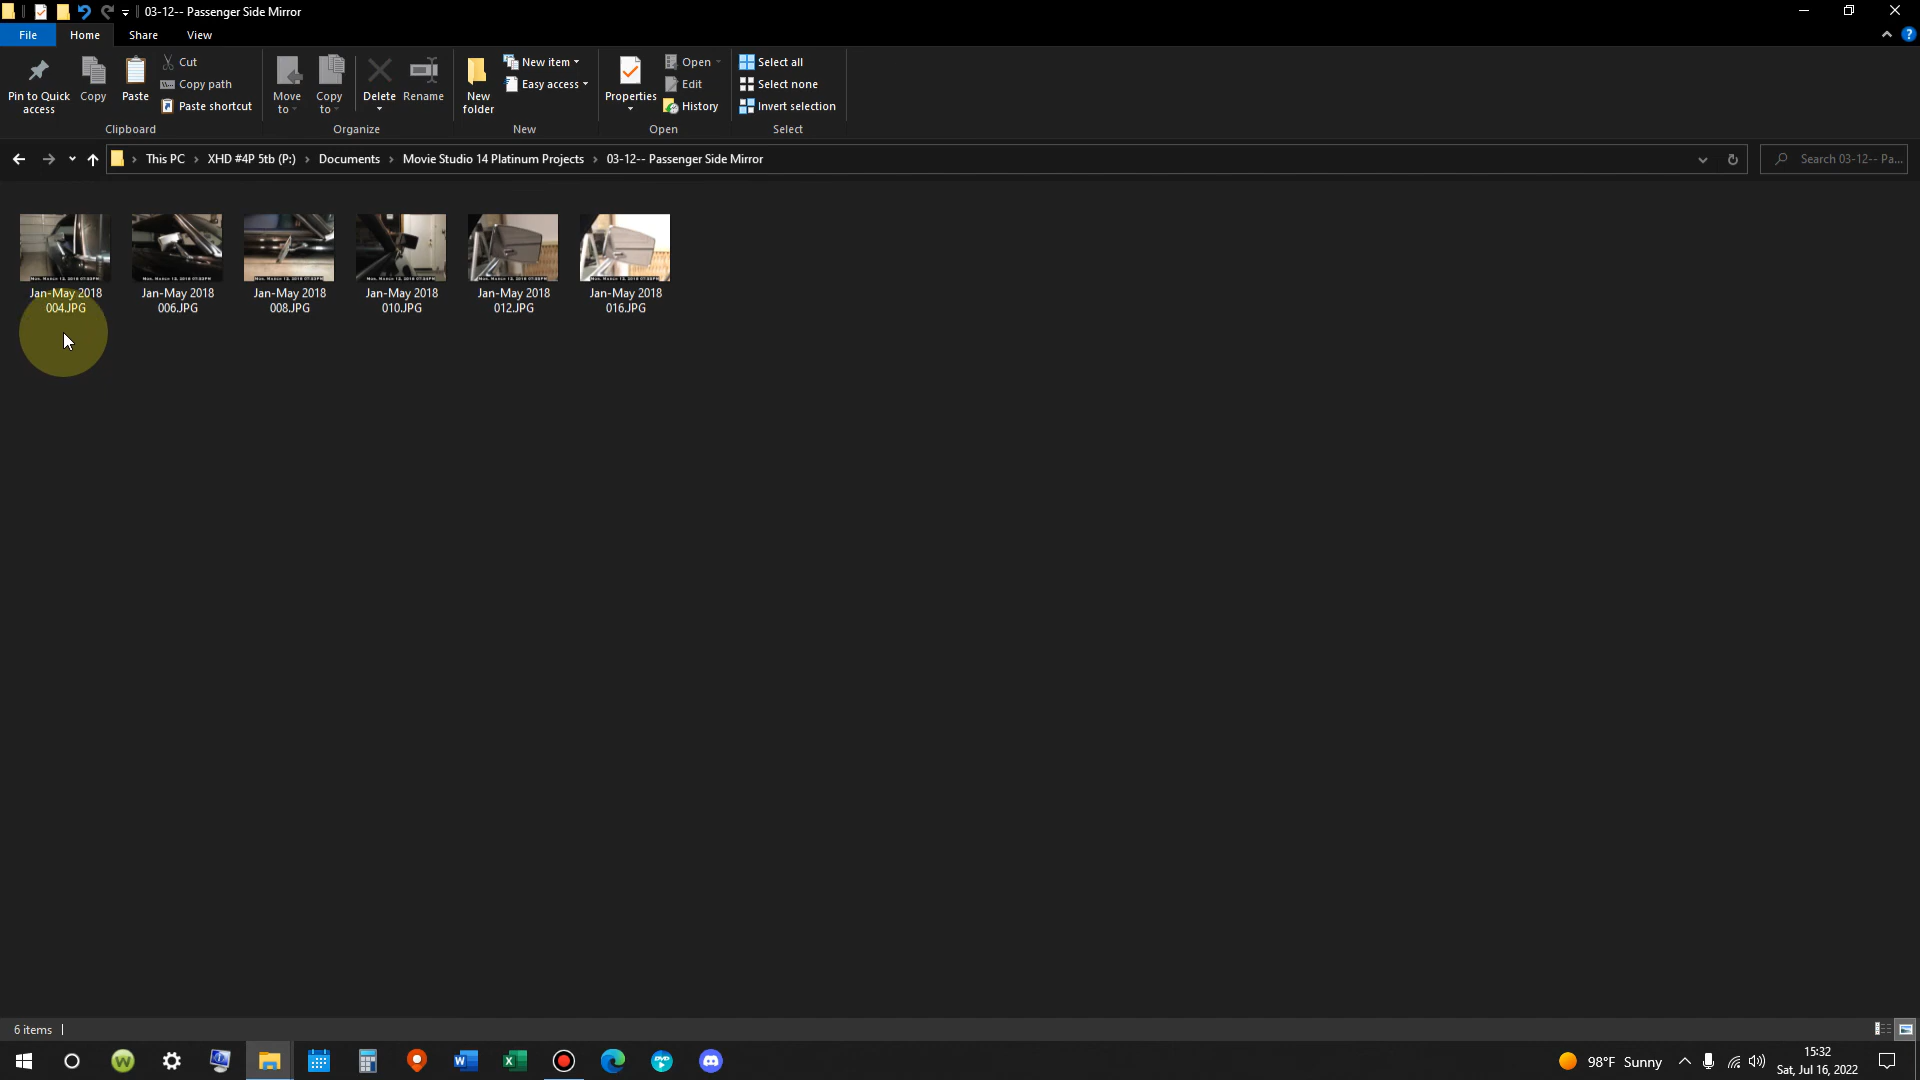 03-12-- Passenger Side Mirror
File
Home
Share
View
Pin to Quick
access
Copy
Paste
Cut
Copy path
Paste shortcut
Clipboard
Move
to
Copy
to
Delete
Rename
Organize
New
folder
New item
Easy access
New
Properties
Open
Edit
History
Open
Select all
Select none
Invert selection
Select
This PC > XHD #4P 5tb (P:) > Documents > Movie Studio 14 Platinum Projects > 03-12-- Passenger Side Mirror
Search 03-12-- Pa...
Jan-May 2018
004.JPG
Jan-May 2018
006.JPG
Jan-May 2018
008.JPG
Jan-May 2018
010.JPG
Jan-May 2018
012.JPG
Jan-May 2018
016.JPG
6 items
98°F Sunny
15:32
Sat, Jul 16, 2022